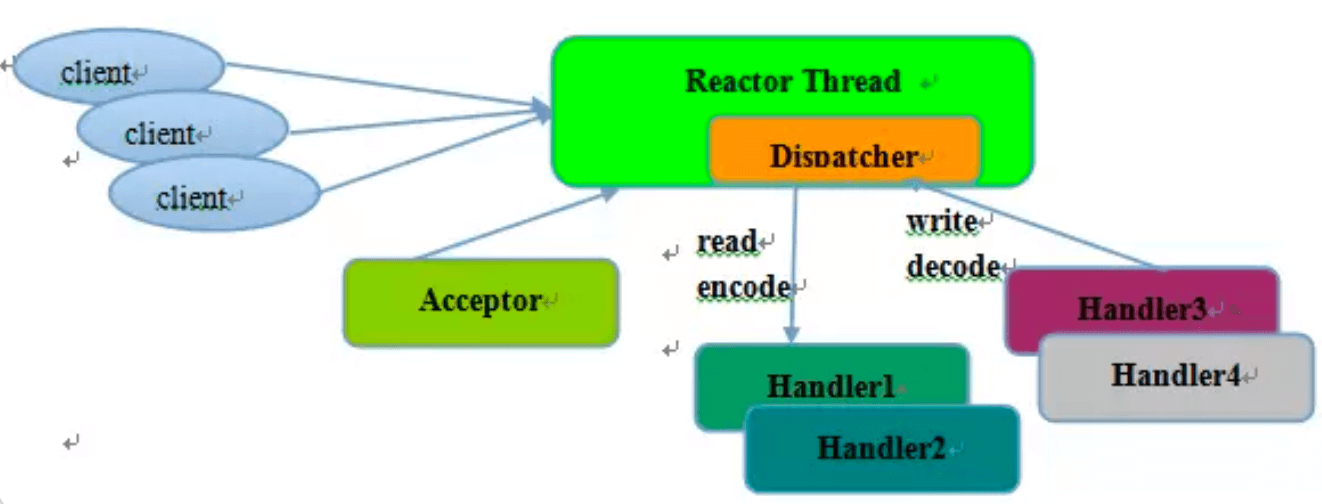 client
client
client
Reactor Thread
Dispatcher
Acceptor
read
encode
write
decode
Handler1
Handler2
Handler3
Handler4